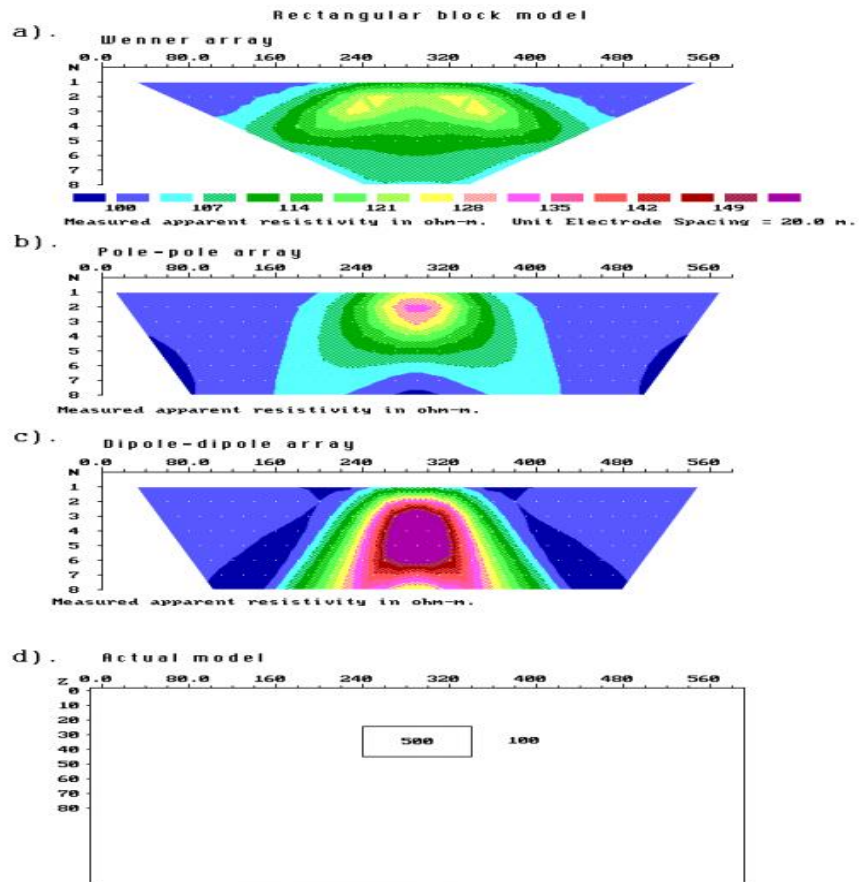 Rectangular block model
a).
Wenner array
0.0 80.0 160 240 320 400 480 560
N
1
2
3
4
5
6
7
8
100 107 114 121 128 135 142 149
Measured apparent resistivity in ohm-m. Unit Electrode Spacing = 20.0 m.
b).
Pole-pole array
0.0 80.0 160 240 320 400 480 560
N
1
2
3
4
5
6
7
8
Measured apparent resistivity in ohm-m.
c).
Dipole-dipole array
0.0 80.0 160 240 320 400 480 560
N
1
2
3
4
5
6
7
8
Measured apparent resistivity in ohm-m.
d).
Actual model
0.0 80.0 160 240 320 400 480 560
Z
0
10
20
30
500 100
40
50
60
70
80